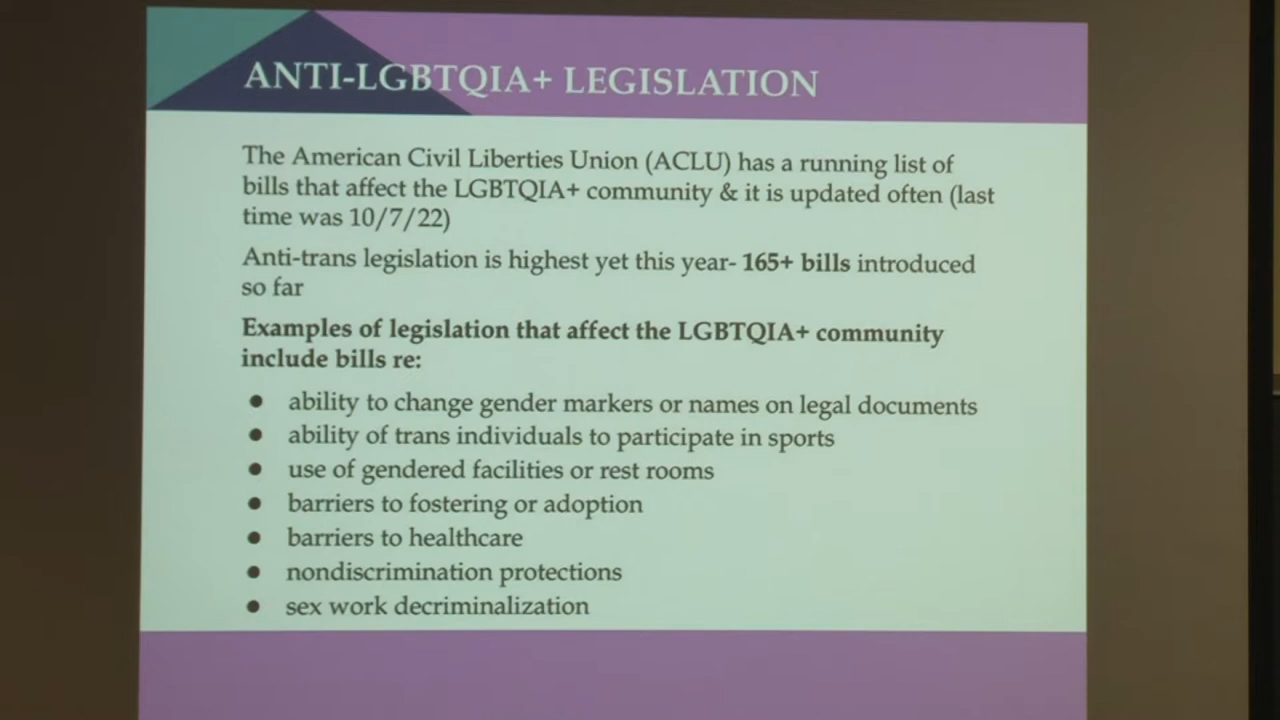 ANTI-LGBTQIA+ LEGISLATION
The American Civil Liberties Union (ACLU) has a running list of
bills that affect the LGBTQIA+ community & it is updated often (last
time was 10/7/22)
Anti-trans legislation is highest yet this year- 165+ bills introduced
so far
Examples of legislation that affect the LGBTQIA+ community
include bills re:
● ability to change gender markers or names on legal documents
● ability of trans individuals to participate in sports
● use of gendered facilities or rest rooms
● barriers to fostering or adoption
● barriers to healthcare
● nondiscrimination protections
● sex work decriminalization